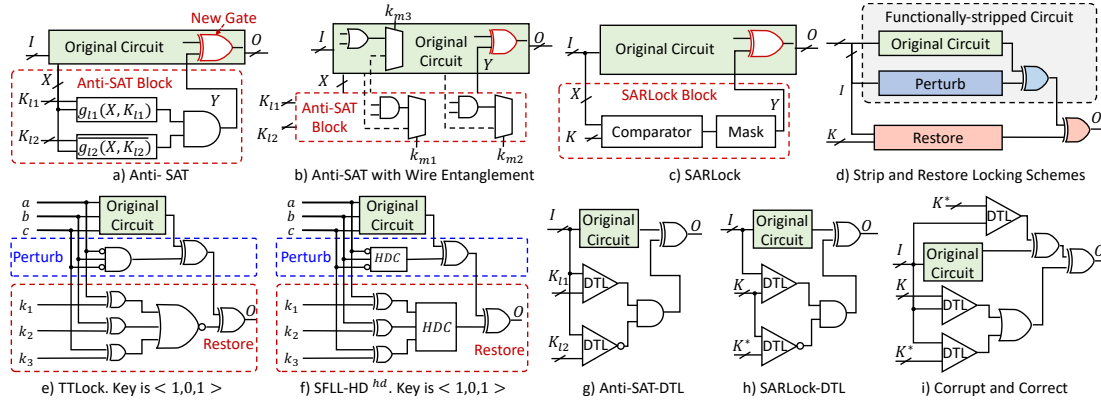 New Gate
I
Original Circuit
O
X
Anti-SAT Block
Y
K_{l1}
g_{l1}(X, K_{l1})
K_{l2}
\overline{g_{l2}(X, K_{l2})}
a) Anti- SAT
k_{m3}
I
Original
Circuit
O
X
Y
K_{l1}
K_{l2}
Anti-SAT
Block
k_{m1}
k_{m2}
b) Anti-SAT with Wire Entanglement
I
Original Circuit
O
X
SARLock Block
Y
K
Comparator
Mask
c) SARLock
Functionally-stripped Circuit
Original Circuit
I
Perturb
K
Restore
O
d) Strip and Restore Locking Schemes
a
b
c
Original
Circuit
Perturb
k_1
k_2
k_3
O
Restore
e) TTLock. Key is < 1,0,1 >
a
b
c
Original
Circuit
Perturb
HDC
k_1
k_2
k_3
HDC
O
Restore
f) SFLL-HD ^{hd}. Key is < 1,0,1 >
I
Original
Circuit
O
K_{l1}
DTL
K_{l2}
DTL
g) Anti-SAT-DTL
I
Original
Circuit
O
K
DTL
K*
DTL
h) SARLock-DTL
K*
DTL
I
Original
Circuit
O
K
DTL
K*
DTL
i) Corrupt and Correct